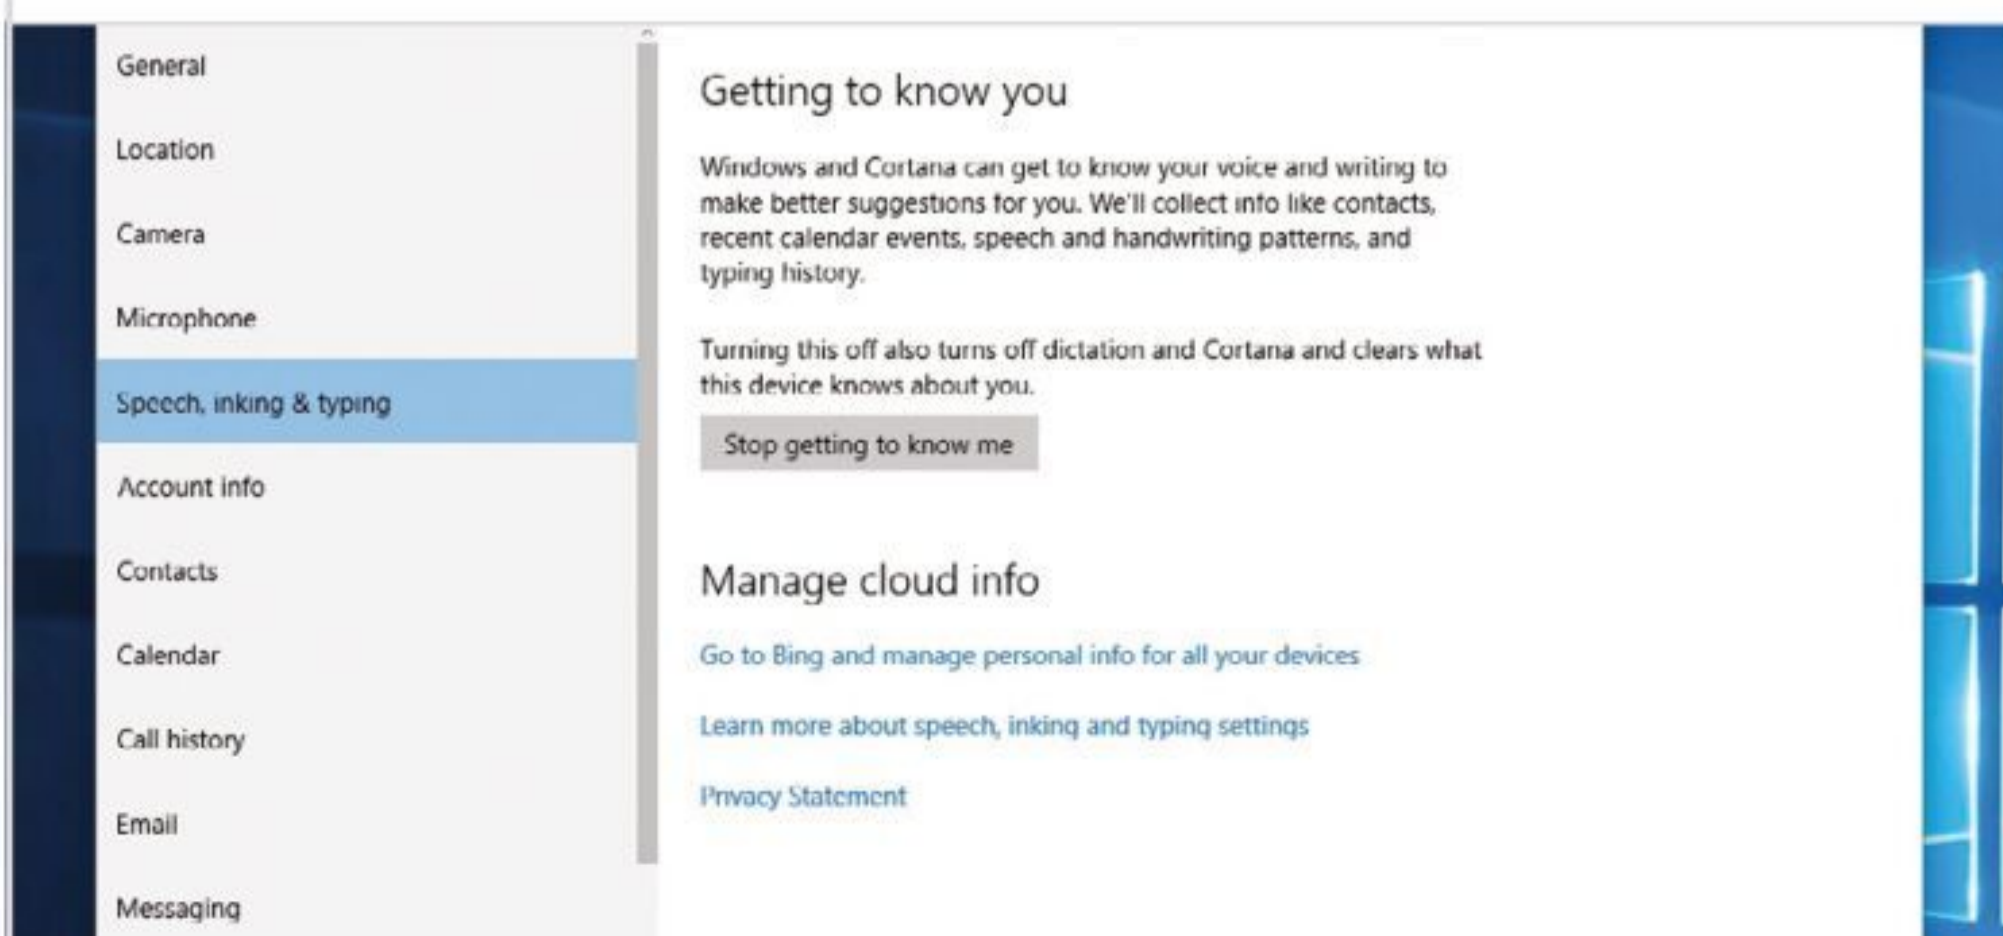 General
Location
Camera
Microphone
Speech, inking & typing
Account info
Contacts
Calendar
Call history
Email
Messaging
Getting to know you
Windows and Cortana can get to know your voice and writing to
make better suggestions for you. We'll collect info like contacts,
recent calendar events, speech and handwriting patterns, and
typing history.
Turning this off also turns off dictation and Cortana and clears what
this device knows about you.
Stop getting to know me
Manage cloud info
Go to Bing and manage personal info for all your devices
Learn more about speech, inking and typing settings
Privacy Statement